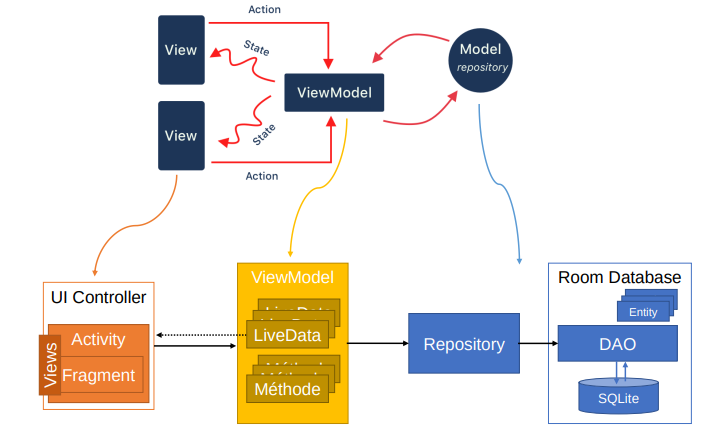 Action
View
State
ViewModel
Model
repository
View
State
Action
UI Controller
Activity
Fragment
Views
ViewModel
LiveData
LiveData
Méthode
Repository
Room Database
Entity
DAO
SQLite